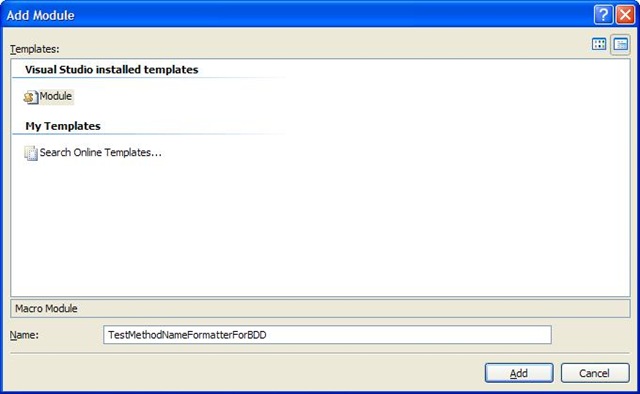 Add Module
Templates:
Visual Studio installed templates
Module
My Templates
Search Online Templates...
Macro Module
Name: TestMethodNameFormatterForBDD
Add Cancel